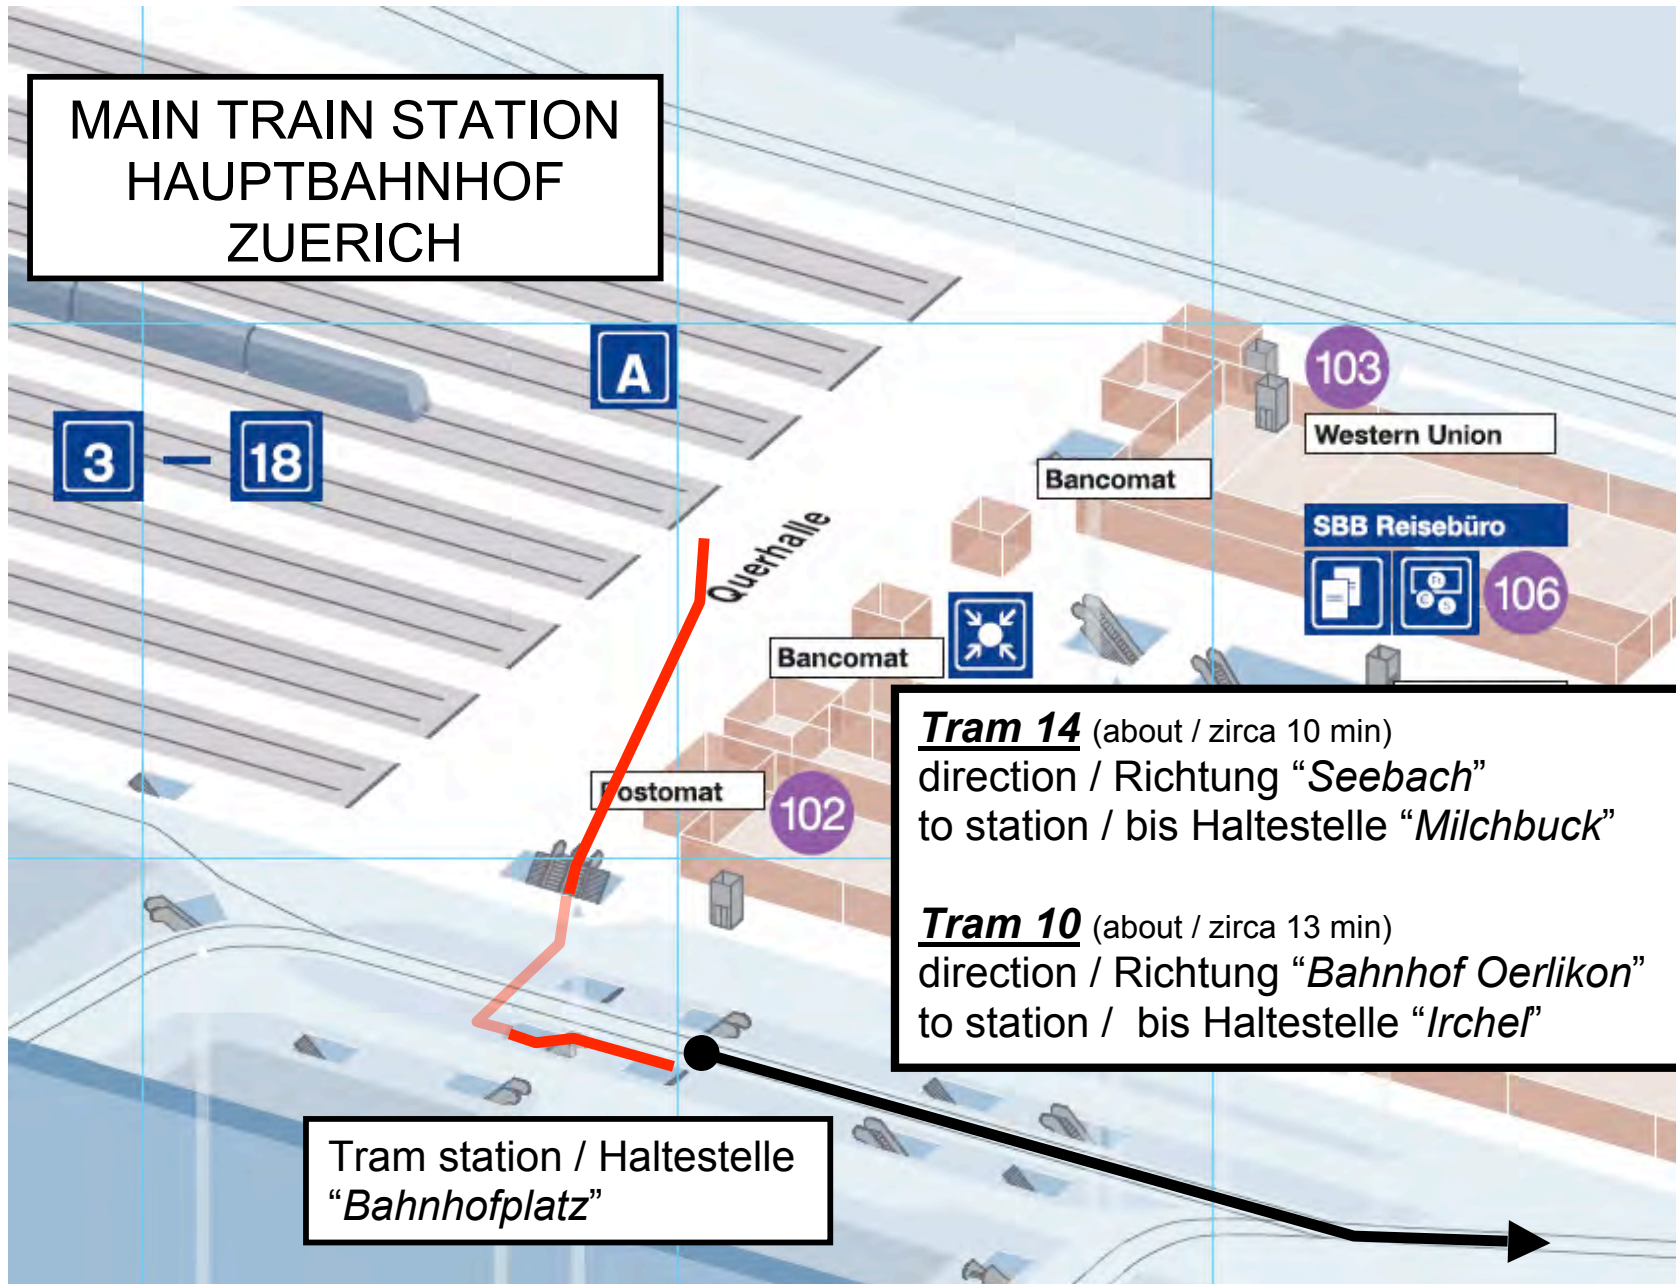 MAIN TRAIN STATION
HAUPTBAHNHOF
ZUERICH
A
3 – 18
103
Western Union
Bancomat
SBB Reisebüro
106
Querhalle
Bancomat
Postomat
102
Tram 14 (about / zirca 10 min)
direction / Richtung “Seebach”
to station / bis Haltestelle “Milchbuck”
Tram 10 (about / zirca 13 min)
direction / Richtung “Bahnhof Oerlikon”
to station / bis Haltestelle “Irchel”
Tram station / Haltestelle
“Bahnhofplatz”